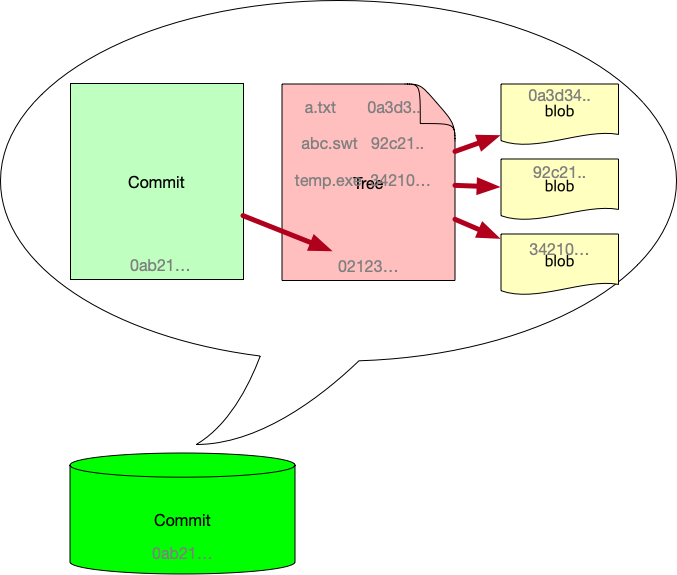 Commit
0ab21...
a.txt 0a3d3..
abc.swt 92c21..
temp.exe 34210...
Tree
02123...
0a3d34..
blob
92c21..
blob
34210...
blob
Commit
0ab21...